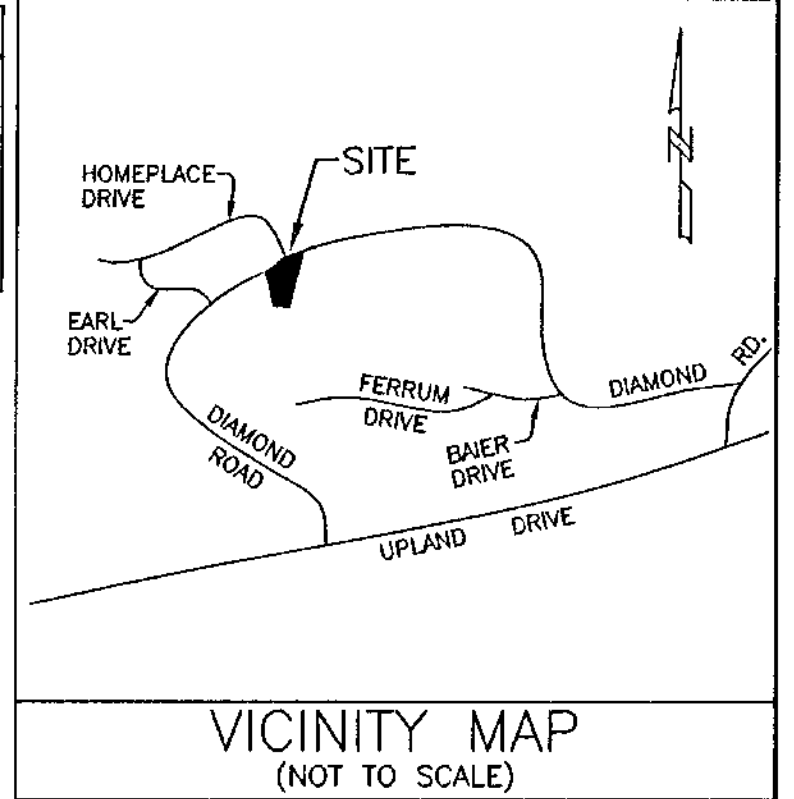 HOMEPLACE
DRIVE
SITE
N
EARL
DRIVE
DIAMOND
ROAD
FERRUM
DRIVE
BAIER
DRIVE
DIAMOND
RD.
UPLAND DRIVE
VICINITY MAP
(NOT TO SCALE)